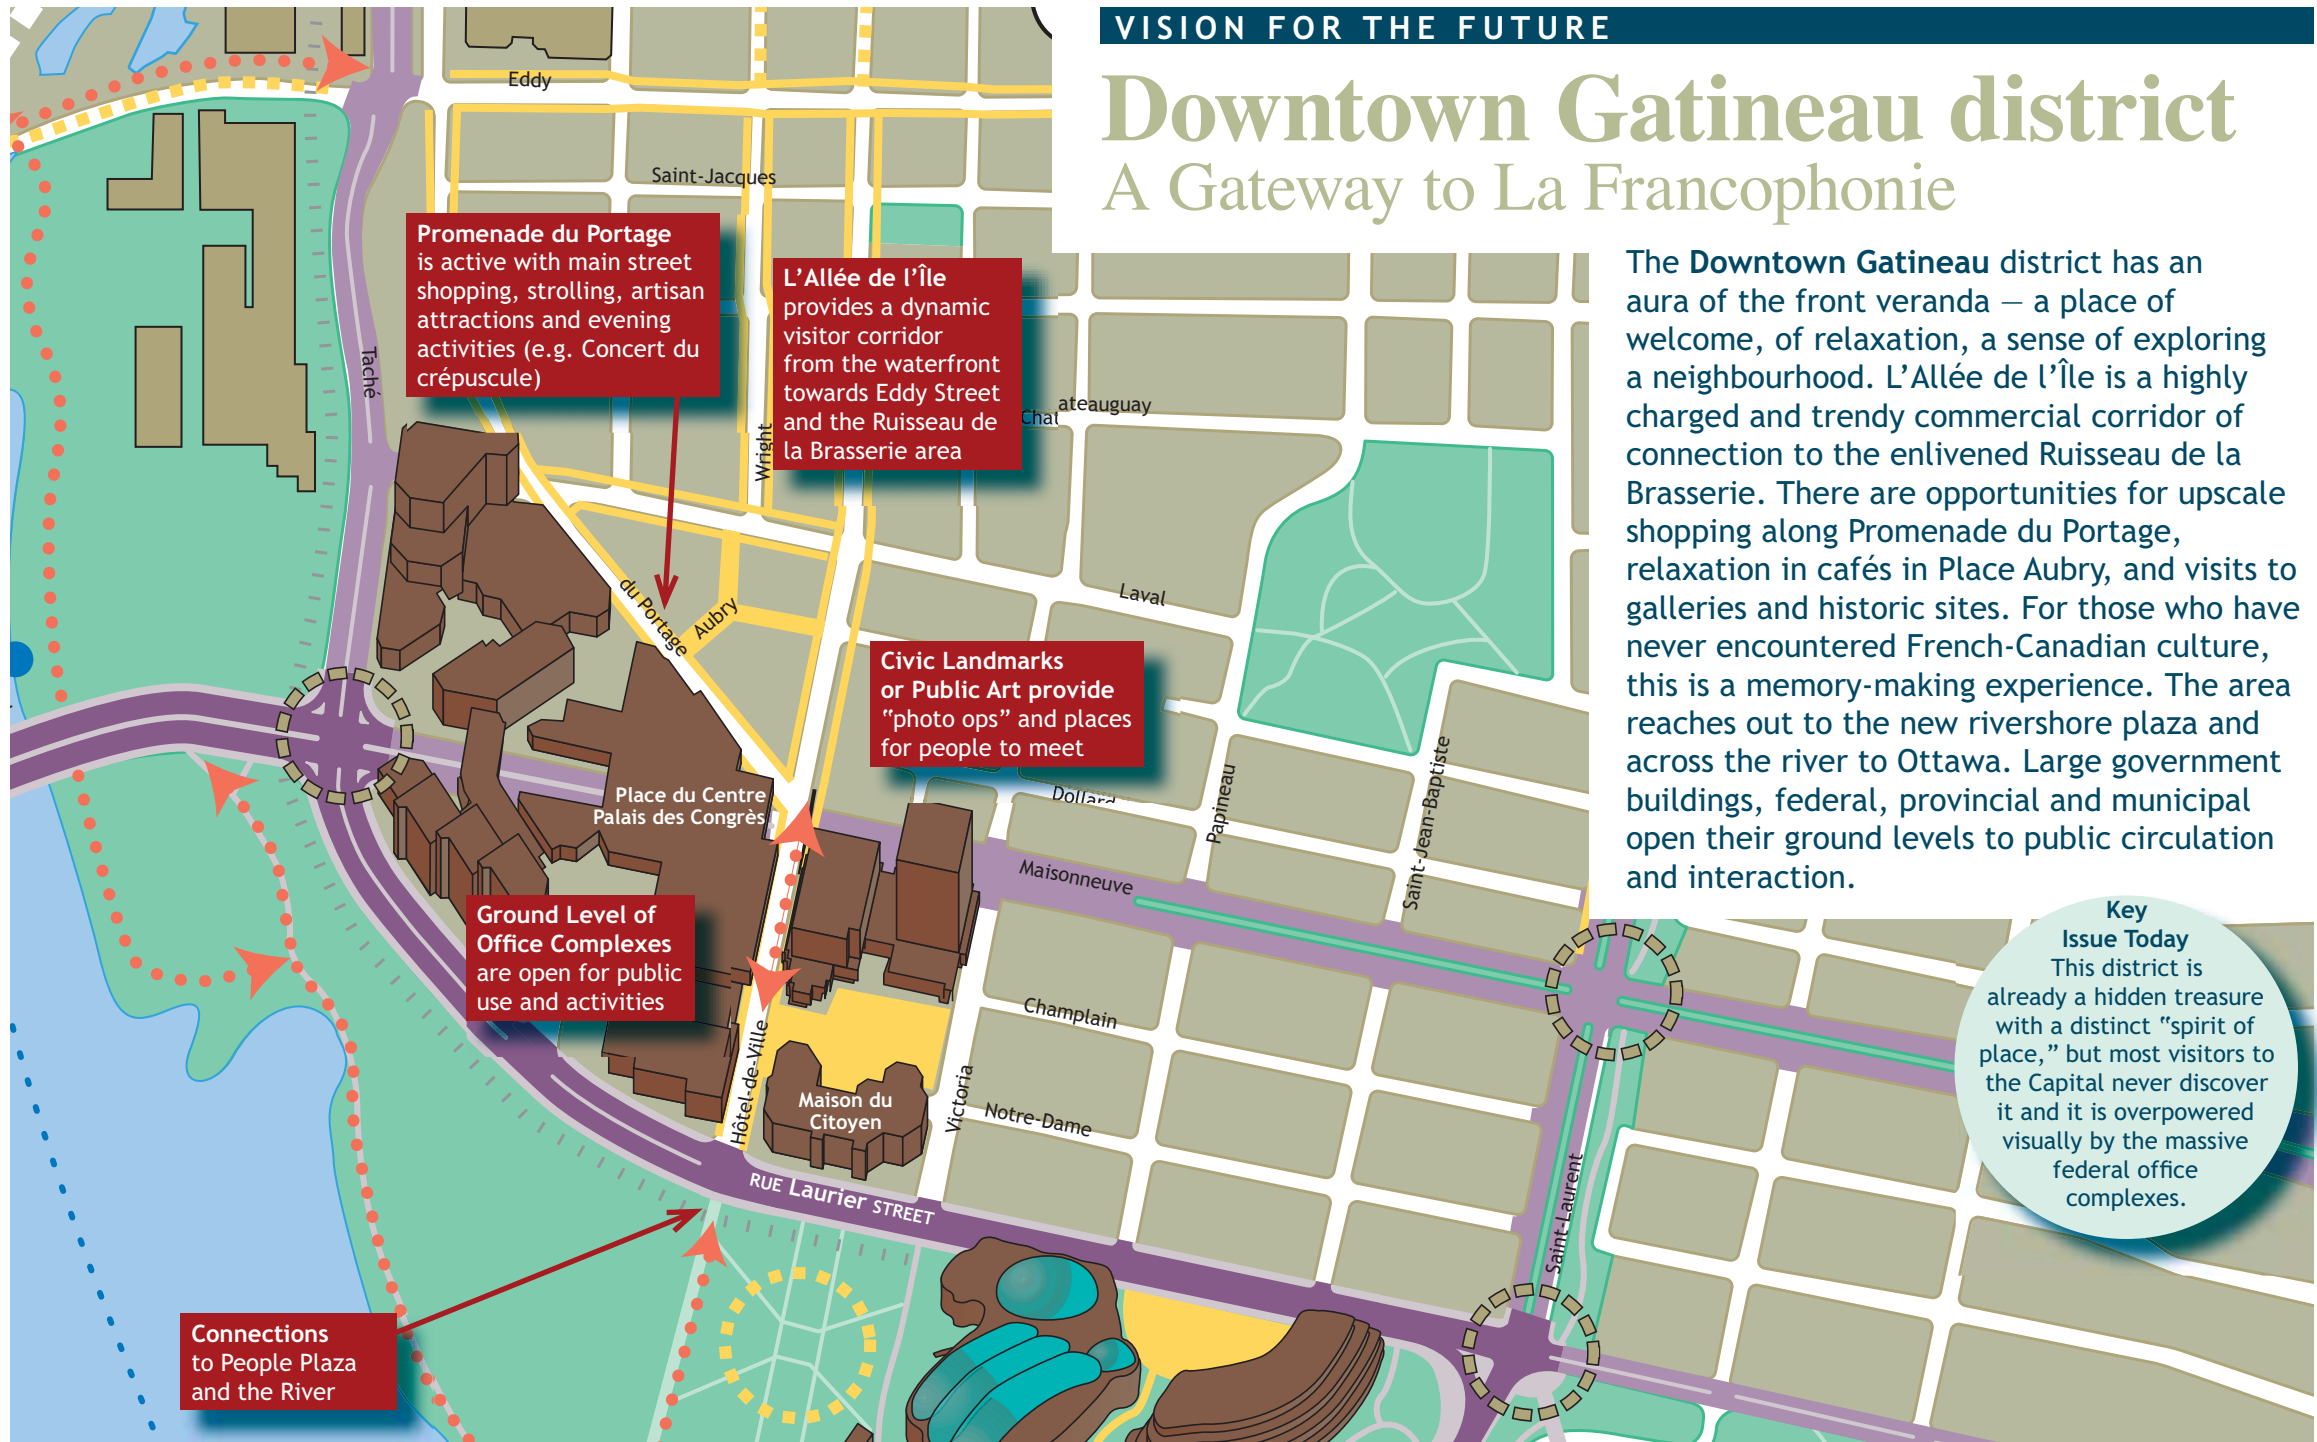 VISION FOR THE FUTURE
Downtown Gatineau district
A Gateway to La Francophonie
The Downtown Gatineau district has an
aura of the front veranda — a place of
welcome, of relaxation, a sense of exploring
a neighbourhood. L’Allée de l’Île is a highly
charged and trendy commercial corridor of
connection to the enlivened Ruisseau de la
Brasserie. There are opportunities for upscale
shopping along Promenade du Portage,
relaxation in cafés in Place Aubry, and visits to
galleries and historic sites. For those who have
never encountered French-Canadian culture,
this is a memory-making experience. The area
reaches out to the new rivershore plaza and
across the river to Ottawa. Large government
buildings, federal, provincial and municipal
open their ground levels to public circulation
and interaction.
Key
Issue Today
This district is
already a hidden treasure
with a distinct “spirit of
place,” but most visitors to
the Capital never discover
it and it is overpowered
visually by the massive
federal office
complexes.
Eddy
Saint-Jacques
Promenade du Portage
is active with main street
shopping, strolling, artisan
attractions and evening
activities (e.g. Concert du
crépuscule)
L’Allée de l’Île
provides a dynamic
visitor corridor
from the waterfront
towards Eddy Street
and the Ruisseau de
la Brasserie area
Taché
Wright
Chateauguay
Laval
du Portage
Aubry
Civic Landmarks
or Public Art provide
“photo ops” and places
for people to meet
Place du Centre
Palais des Congrès
Dollard
Papineau
Saint-Jean-Baptiste
Maisonneuve
Ground Level of
Office Complexes
are open for public
use and activities
Champlain
Hôtel-de-Ville
Maison du
Citoyen
Victoria
Notre-Dame
RUE Laurier STREET
Saint-Laurent
Connections
to People Plaza
and the River